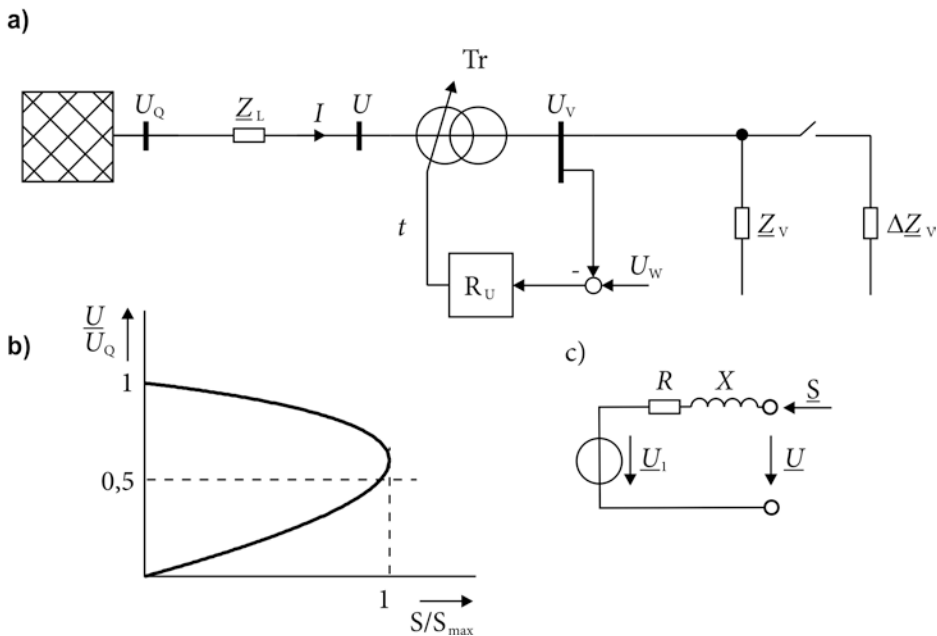 a)
Tr
U_Q Z_L I U U_V
t
Z_V ΔZ_V
U_W
-
R_U
b)
U/U_Q
1
0,5
1
S/S_max
c)
R X
S
U_1 U